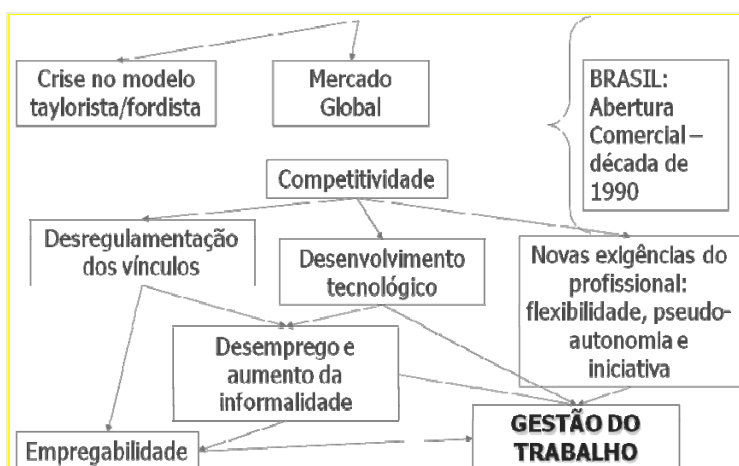 Crise no modelo
taylorista/fordista
Mercado
Global
BRASIL:
Abertura
Comercial –
década de
1990
Competitividade
Desregulamentação
dos vínculos
Desenvolvimento
tecnológico
Novas exigências do
profissional:
flexibilidade, pseudo-
autonomia e
iniciativa
Desemprego e
aumento da
informalidade
Empregabilidade
GESTÃO DO
TRABALHO